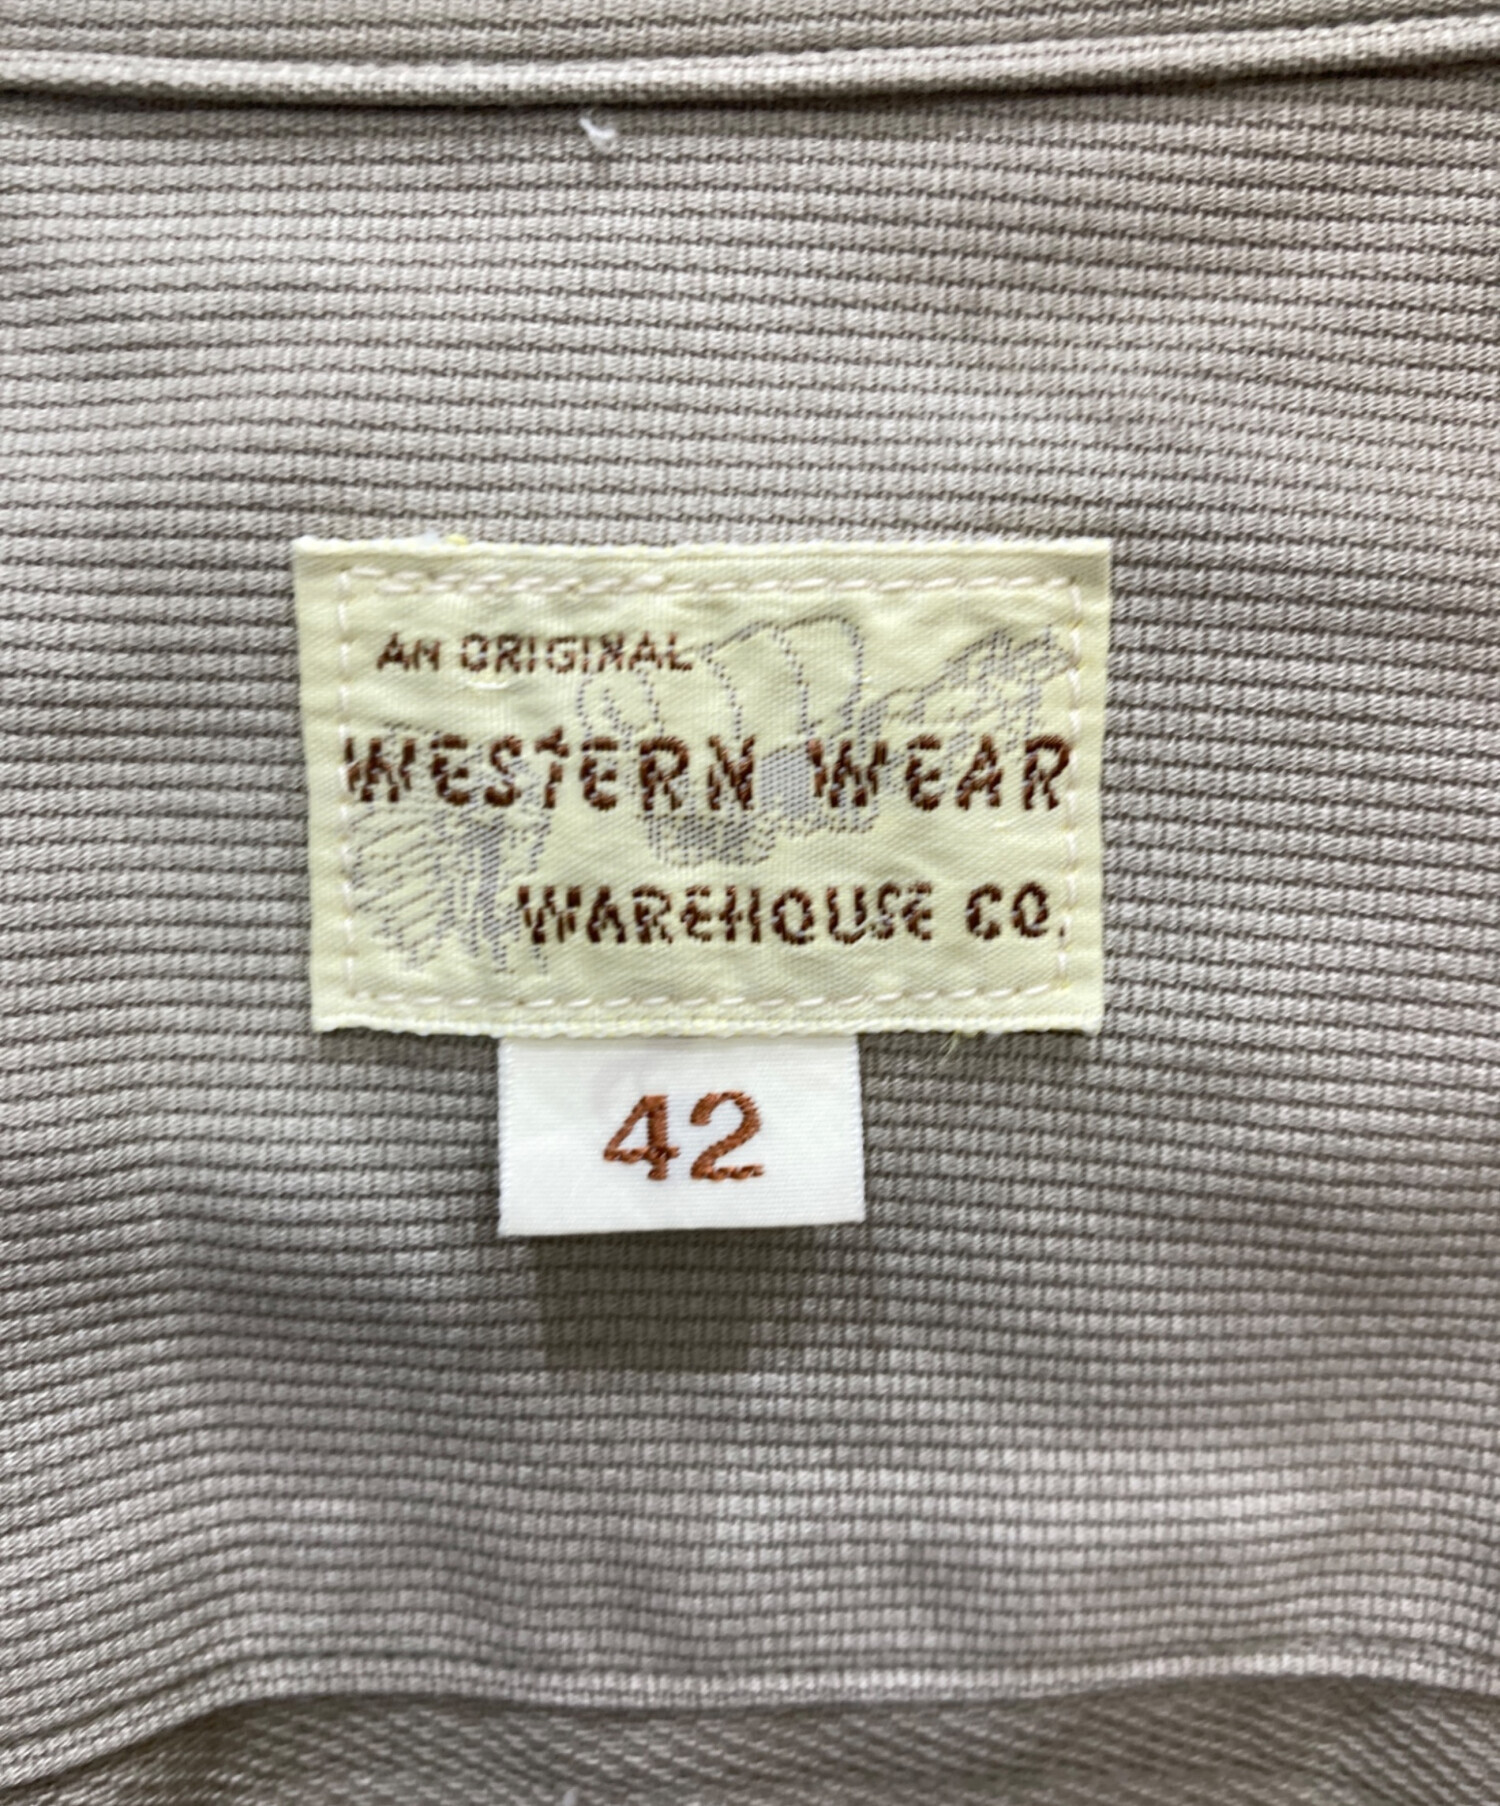 AN ORIGINAL
WESTERN WEAR
WAREHOUSE CO.
42